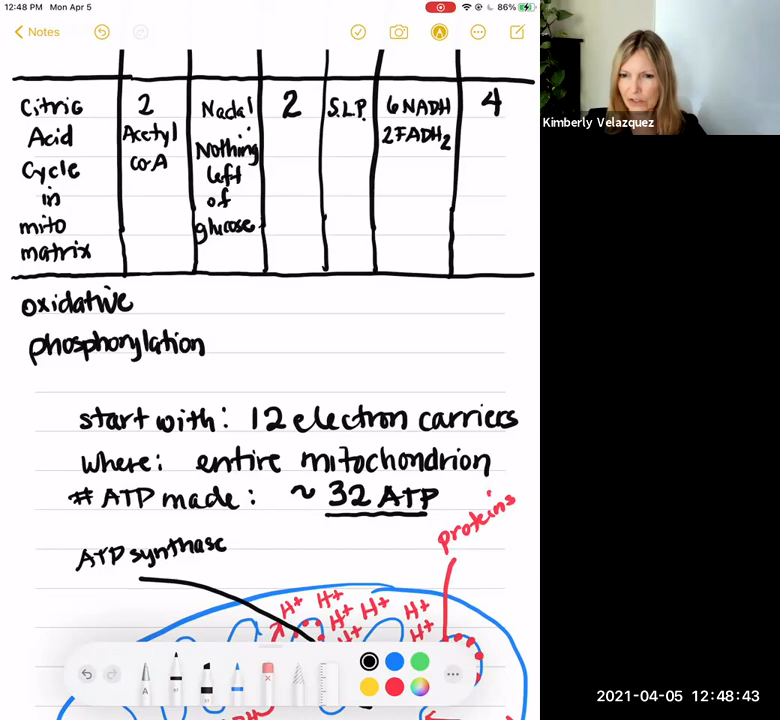 12:48 PM Mon Apr 5
86%
Notes
Kimberly Velazquez
Citric Acid Cycle in mito matrix
2 Acetyl co-A
Nada! Nothing left of glucose
2
S.L.P.
6 NADH 2 FADH2
4
oxidative
phosphorylation
start with: 12 electron carriers
where: entire mitochondrion
# ATP made: ~ 32 ATP
proteins
ATP synthase
H+ H+
H+ H+ H+
H+ H+
A
2021-04-05 12:48:43